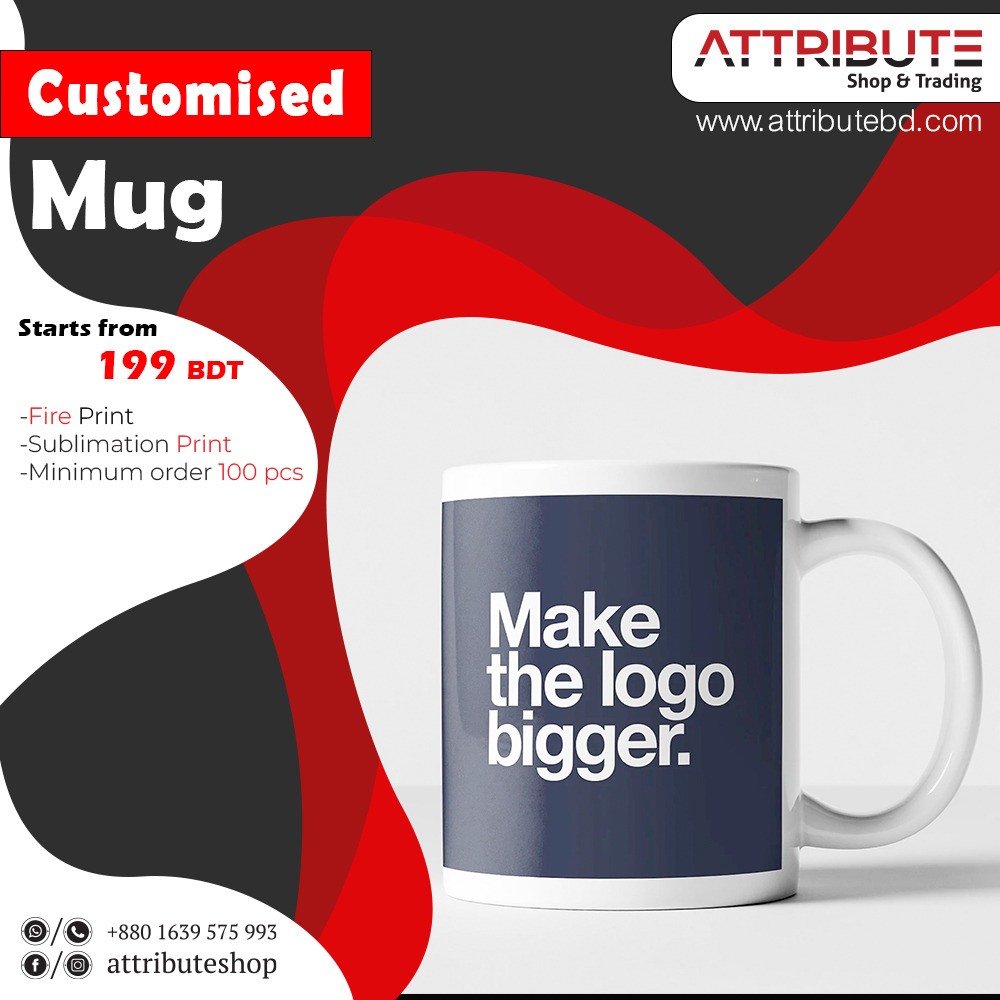 Customised
Mug
ATTRIBUTE
Shop & Trading
www.attributebd.com
Starts from
199 BDT
-Fire Print
-Sublimation Print
-Minimum order 100 pcs
Make
the logo
bigger.
+880 1639 575 993
attributeshop